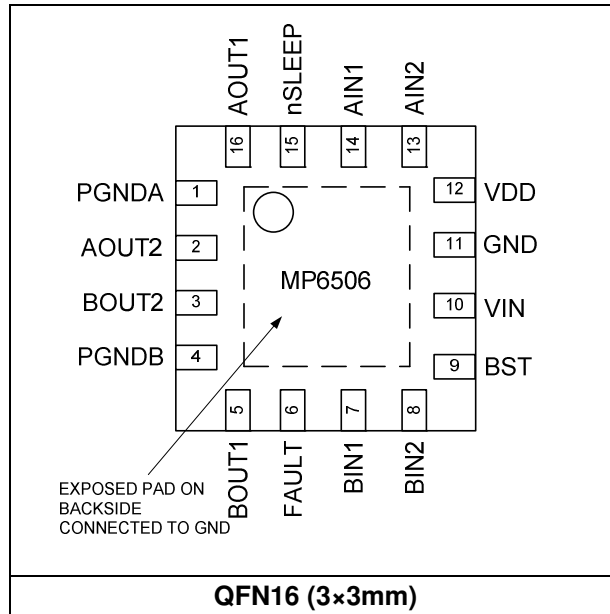 AOUT1
nSLEEP
AIN1
AIN2
16
15
14
13
PGNDA 1
AOUT2 2
BOUT2 3
PGNDB 4
12 VDD
11 GND
10 VIN
9 BST
MP6506
5
6
7
8
BOUT1
FAULT
BIN1
BIN2
EXPOSED PAD ON
BACKSIDE
CONNECTED TO GND
QFN16 (3×3mm)